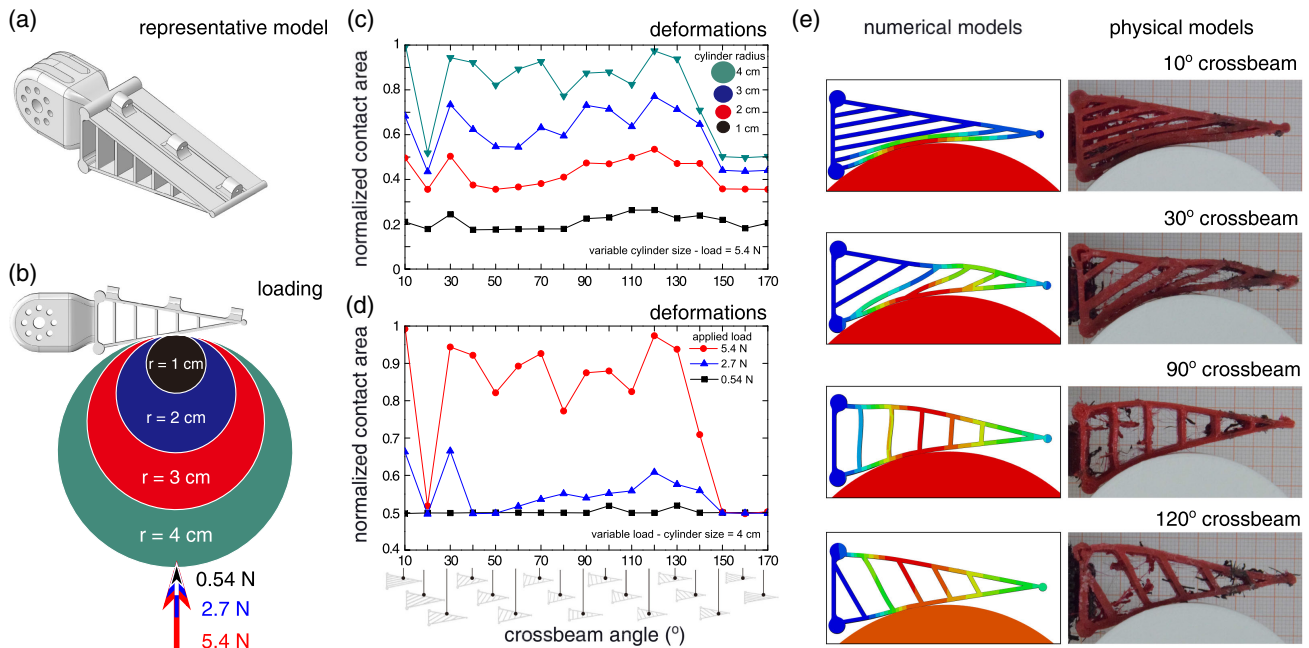 (a)
representative model
(b)
loading
r = 1 cm
r = 2 cm
r = 3 cm
r = 4 cm
0.54 N
2.7 N
5.4 N
(c)
deformations
normalized contact area
1
0.8
0.6
0.4
0.2
0
cylinder radius
4 cm
3 cm
2 cm
1 cm
variable cylinder size - load = 5.4 N
10 30 50 70 90 110 130 150 170
(d)
deformations
normalized contact area
1
0.9
0.8
0.7
0.6
0.5
0.4
applied load
5.4 N
2.7 N
0.54 N
variable load - cylinder size = 4 cm
10 30 50 70 90 110 130 150 170
crossbeam angle (º)
(e)
numerical models
physical models
10º crossbeam
30º crossbeam
90º crossbeam
120º crossbeam